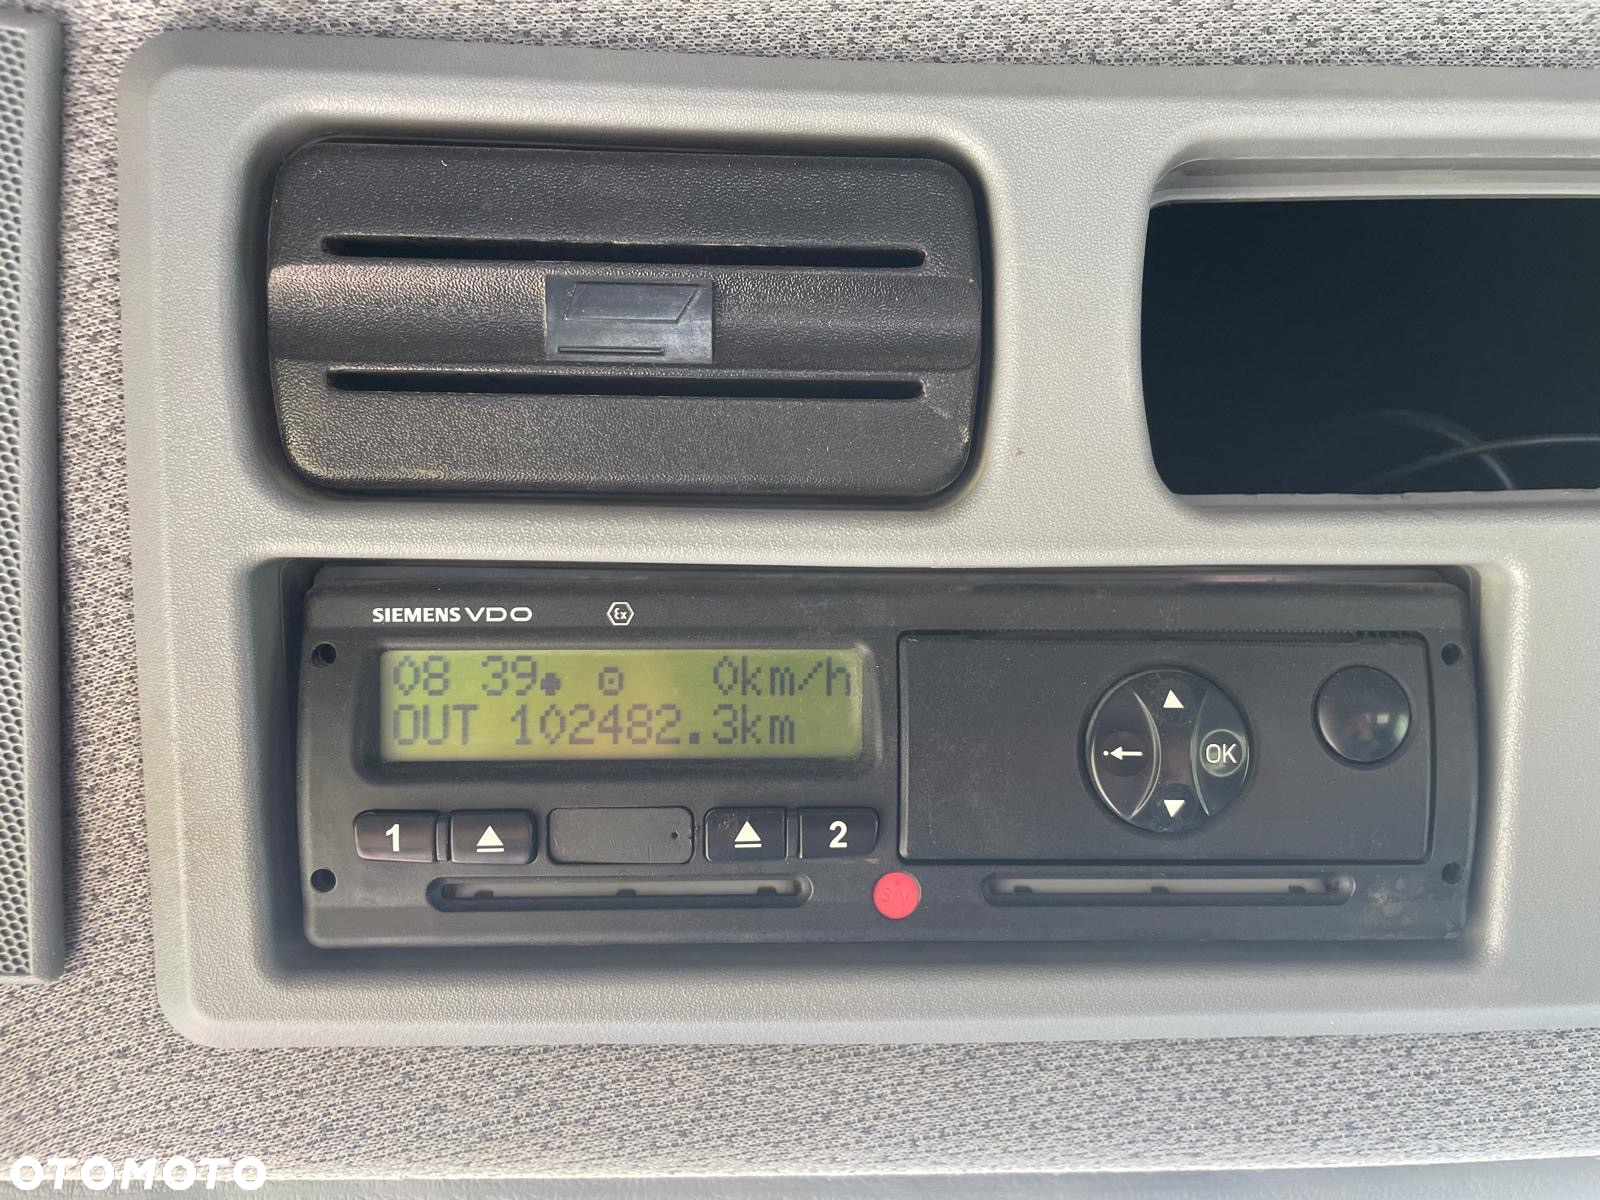 SIEMENS VDO Ex
08 39 0km/h
OUT 102482.3km
OK
1 2
S V
OTOMOTO